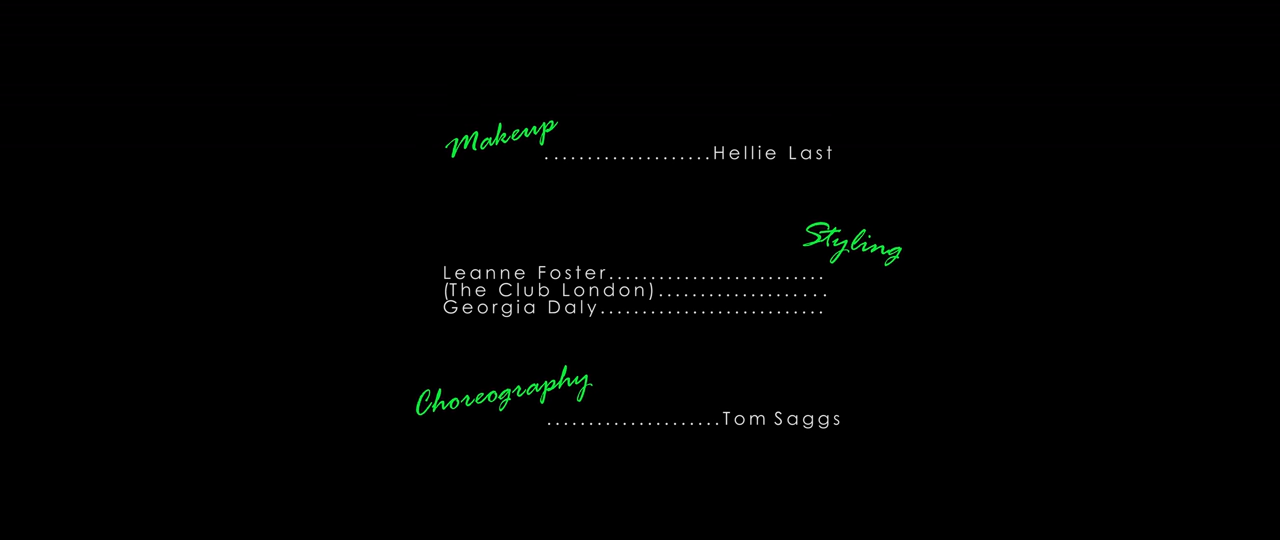 Makeup
....................Hellie Last
Styling
Leanne Foster..........................
(The Club London)....................
Georgia Daly...........................
Choreography
.....................Tom Saggs